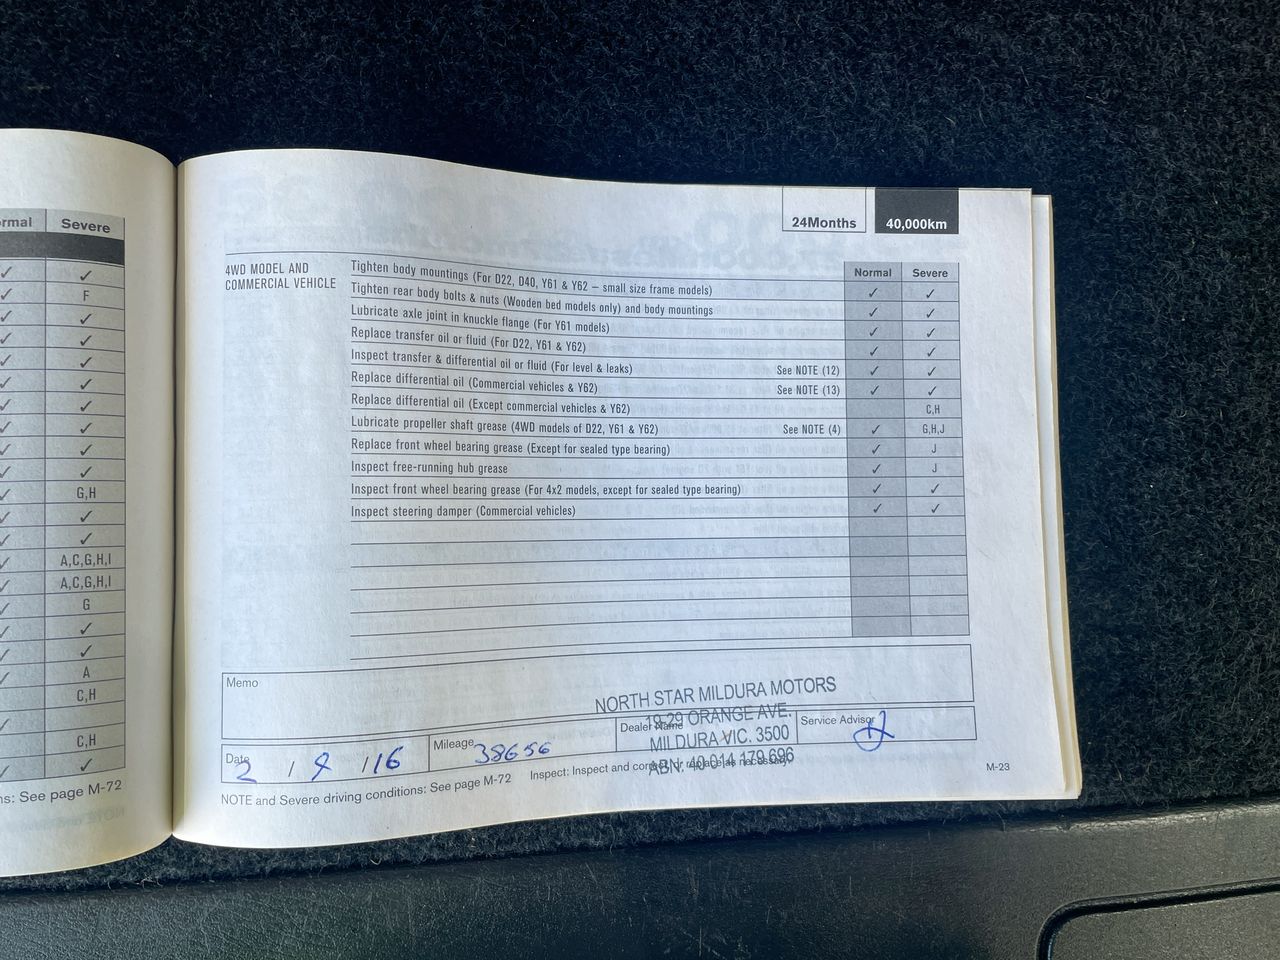 rmal Severe
✓ ✓
✓ F
✓ ✓
✓ ✓
✓ ✓
✓ ✓
✓ ✓
✓ ✓
✓ ✓
✓ ✓
✓ G,H
✓ ✓
✓ ✓
✓ A,C,G,H,I
✓ A,C,G,H,I
✓ G
✓ ✓
✓ ✓
✓ A
C,H
✓ 
C,H
✓ ✓
ns: See page M-72
24Months 40,000km
Normal Severe
4WD MODEL AND
COMMERCIAL VEHICLE
Tighten body mountings (For D22, D40, Y61 & Y62 – small size frame models) ✓ ✓
Tighten rear body bolts & nuts (Wooden bed models only) and body mountings ✓ ✓
Lubricate axle joint in knuckle flange (For Y61 models) ✓ ✓
Replace transfer oil or fluid (For D22, Y61 & Y62) ✓ ✓
Inspect transfer & differential oil or fluid (For level & leaks) See NOTE (12) ✓ ✓
Replace differential oil (Commercial vehicles & Y62) See NOTE (13) ✓ ✓
Replace differential oil (Except commercial vehicles & Y62) C,H
Lubricate propeller shaft grease (4WD models of D22, Y61 & Y62) See NOTE (4) ✓ G,H,J
Replace front wheel bearing grease (Except for sealed type bearing) ✓ J
Inspect free-running hub grease ✓ J
Inspect front wheel bearing grease (For 4x2 models, except for sealed type bearing) ✓ ✓
Inspect steering damper (Commercial vehicles) ✓ ✓
Memo
NORTH STAR MILDURA MOTORS
19-29 ORANGE AVE.
MILDURA VIC. 3500
ABN: 40 014 179 696
Date 2 / 9 / 16 Mileage 38656 Dealer Name Service Advisor
NOTE and Severe driving conditions: See page M-72 Inspect: Inspect and correct or replace as necessary.
M-23